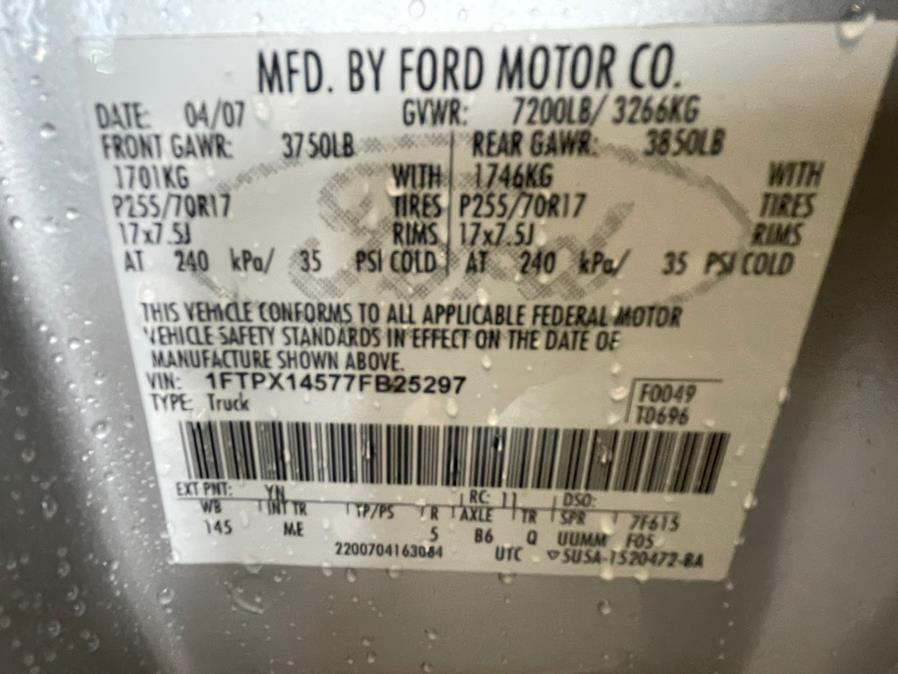 MFD. BY FORD MOTOR CO.
DATE: 04/07 GVWR: 7200LB/ 3266KG
FRONT GAWR: 3750LB REAR GAWR: 3850LB
1701KG WITH 1746KG WITH
P255/70R17 TIRES P255/70R17 TIRES
17x7.5J RIMS 17x7.5J RIMS
AT 240 kPa/ 35 PSI COLD AT 240 kPa/ 35 PSI COLD
THIS VEHICLE CONFORMS TO ALL APPLICABLE FEDERAL MOTOR
VEHICLE SAFETY STANDARDS IN EFFECT ON THE DATE OF
MANUFACTURE SHOWN ABOVE.
VIN: 1FTPX14577FB25297
TYPE: Truck
F0049
T0696
EXT PNT: YN RC: 11 DSO:
WB INT TR TP/PS R AXLE TR SPR 7F615
145 ME 5 B6 Q UUMM F05
2200704163084 UTC ▽5U5A-1520472-BA